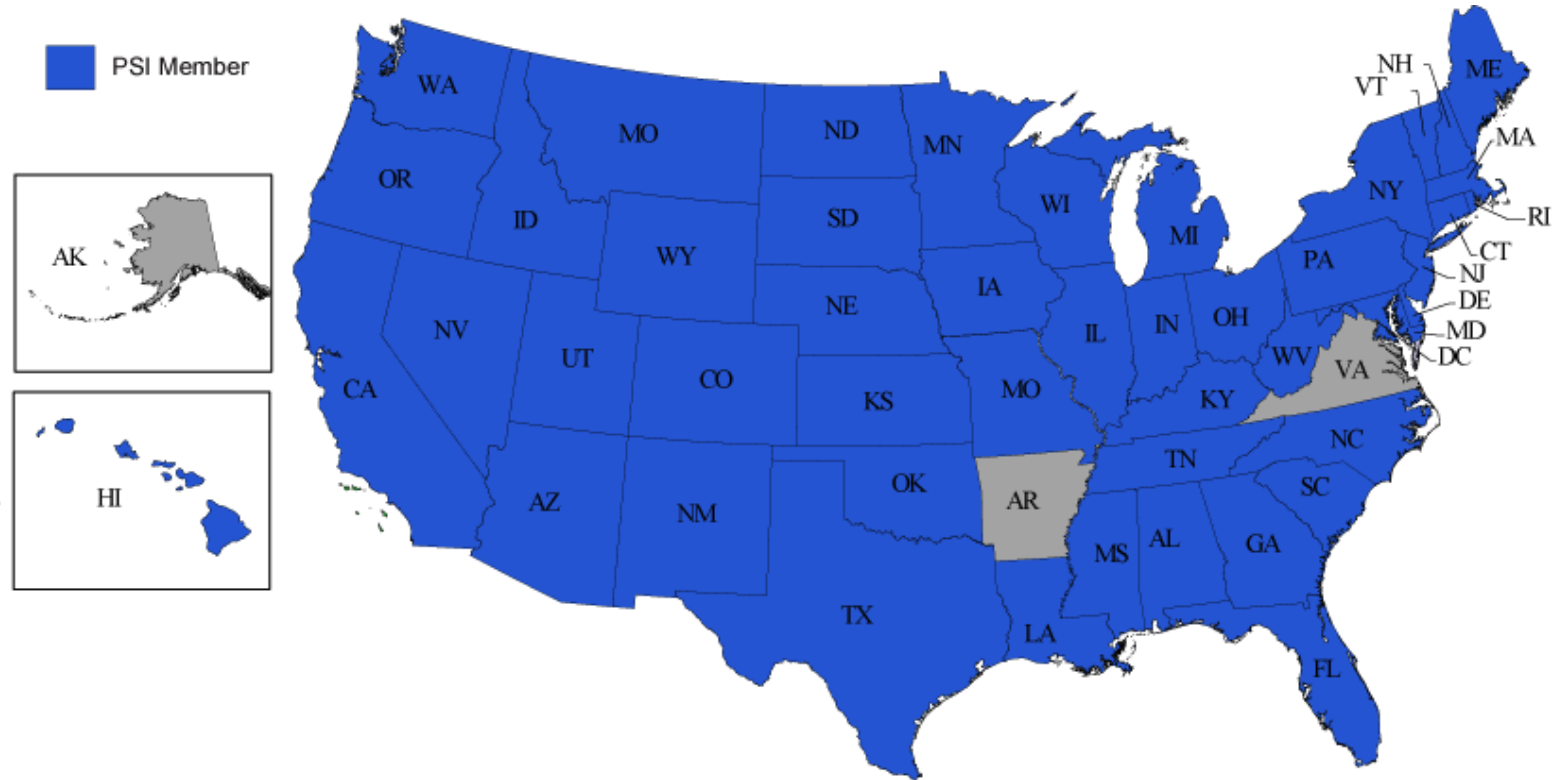 PSI Member
NH
VT
ME
WA
MO
ND
MN
MA
OR
NY
ID
SD
WI
RI
MI
WY
CT
AK
PA
NJ
IA
DE
NE
NV
IL
IN
OH
MD
DC
UT
WV
VA
CO
CA
MO
KS
KY
NC
TN
OK
SC
HI
AZ
NM
AR
MS
AL
GA
TX
LA
FL